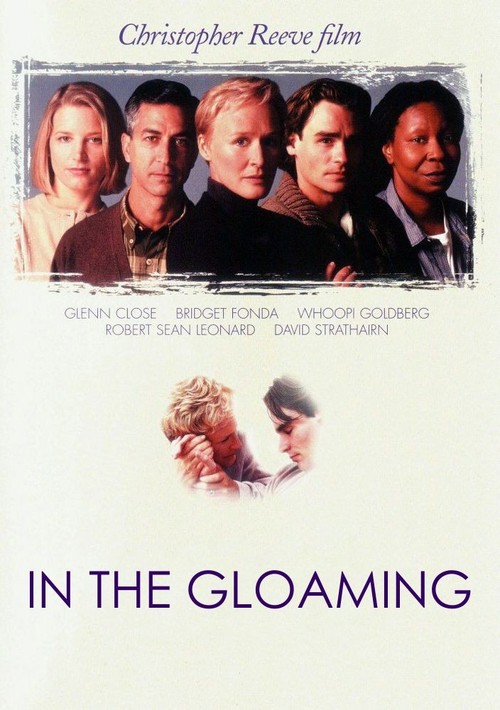 Christopher Reeve film
GLENN CLOSE BRIDGET FONDA WHOOPI GOLDBERG
ROBERT SEAN LEONARD DAVID STRATHAIRN
IN THE GLOAMING